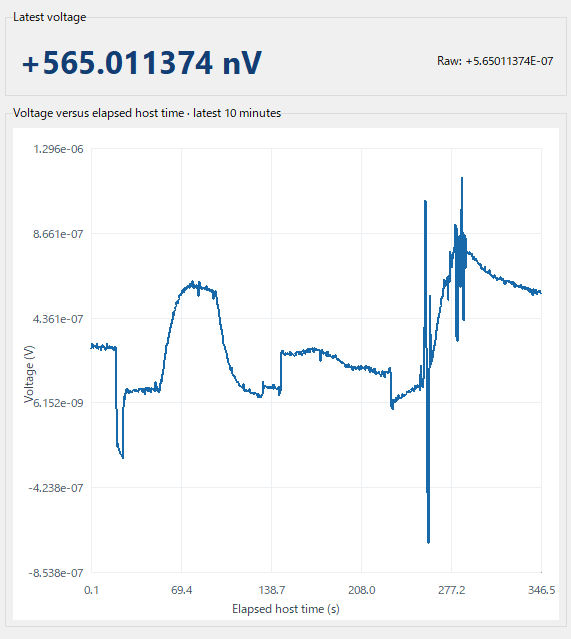 Latest voltage
+565.011374 nV
Raw: +5.65011374E-07
Voltage versus elapsed host time · latest 10 minutes
1.296e-06
8.661e-07
4.361e-07
6.152e-09
-4.238e-07
-8.538e-07
Voltage (V)
0.1 69.4 138.7 208.0 277.2 346.5
Elapsed host time (s)